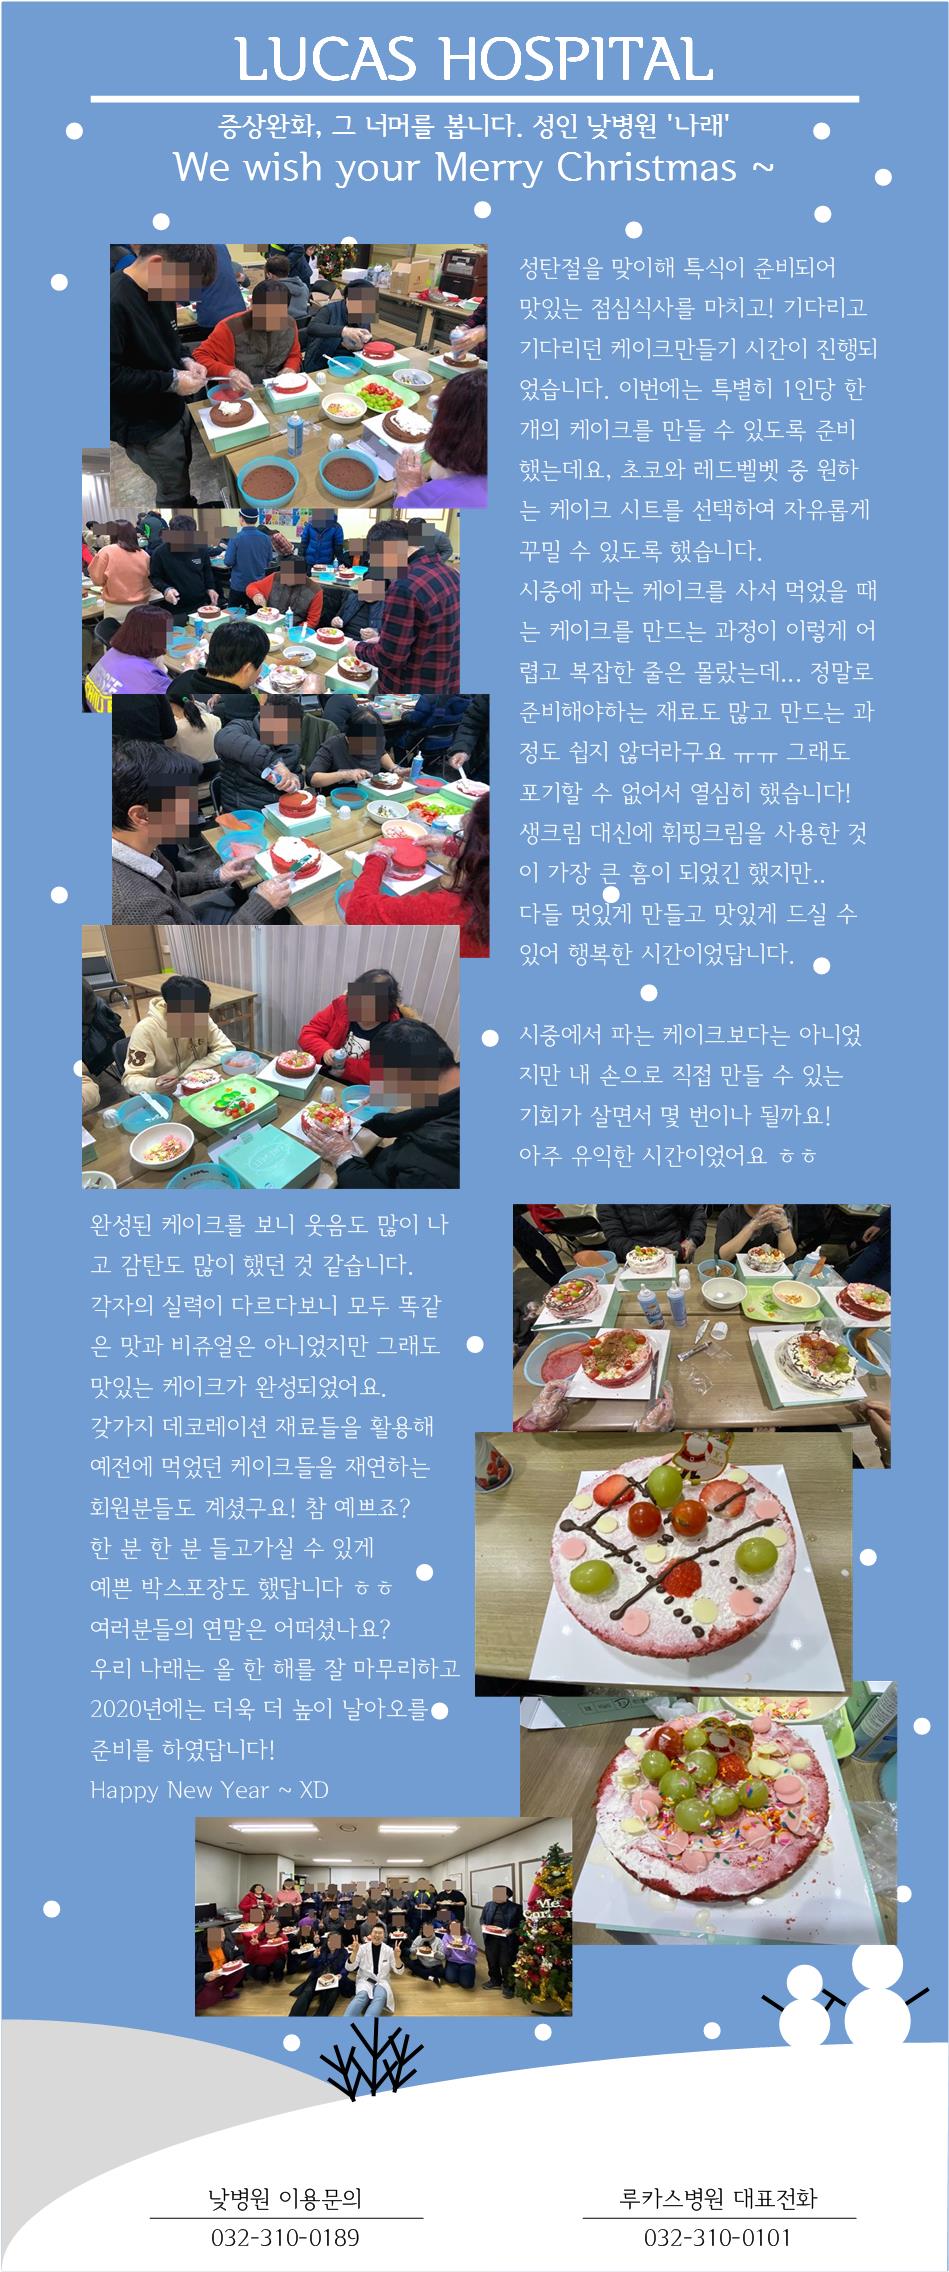 LUCAS HOSPITAL
증상완화, 그 너머를 봅니다. 성인 낮병원 '나래'
We wish your Merry Christmas ~
성탄절을 맞이해 특식이 준비되어
맛있는 점심식사를 마치고! 기다리고
기다리던 케이크만들기 시간이 진행되
었습니다. 이번에는 특별히 1인당 한
개의 케이크를 만들 수 있도록 준비
했는데요, 초코와 레드벨벳 중 원하
는 케이크 시트를 선택하여 자유롭게
꾸밀 수 있도록 했습니다.
시중에 파는 케이크를 사서 먹었을 때
는 케이크를 만드는 과정이 이렇게 어
렵고 복잡한 줄은 몰랐는데... 정말로
준비해야하는 재료도 많고 만드는 과
정도 쉽지 않더라구요 ㅠㅠ 그래도
포기할 수 없어서 열심히 했습니다!
생크림 대신에 휘핑크림을 사용한 것
이 가장 큰 흠이 되었긴 했지만..
다들 멋있게 만들고 맛있게 드실 수
있어 행복한 시간이었답니다.
시중에서 파는 케이크보다는 아니었
지만 내 손으로 직접 만들 수 있는
기회가 살면서 몇 번이나 될까요!
아주 유익한 시간이었어요 ㅎㅎ
완성된 케이크를 보니 웃음도 많이 나
고 감탄도 많이 했던 것 같습니다.
각자의 실력이 다르다보니 모두 똑같
은 맛과 비쥬얼은 아니었지만 그래도
맛있는 케이크가 완성되었어요.
갖가지 데코레이션 재료들을 활용해
예전에 먹었던 케이크들을 재연하는
회원분들도 계셨구요! 참 예쁘죠?
한 분 한 분 들고가실 수 있게
예쁜 박스포장도 했답니다 ㅎㅎ
여러분들의 연말은 어떠셨나요?
우리 나래는 올 한 해를 잘 마무리하고
2020년에는 더욱 더 높이 날아오를
준비를 하였답니다!
Happy New Year ~ XD
낮병원 이용문의
032-310-0189
루카스병원 대표전화
032-310-0101